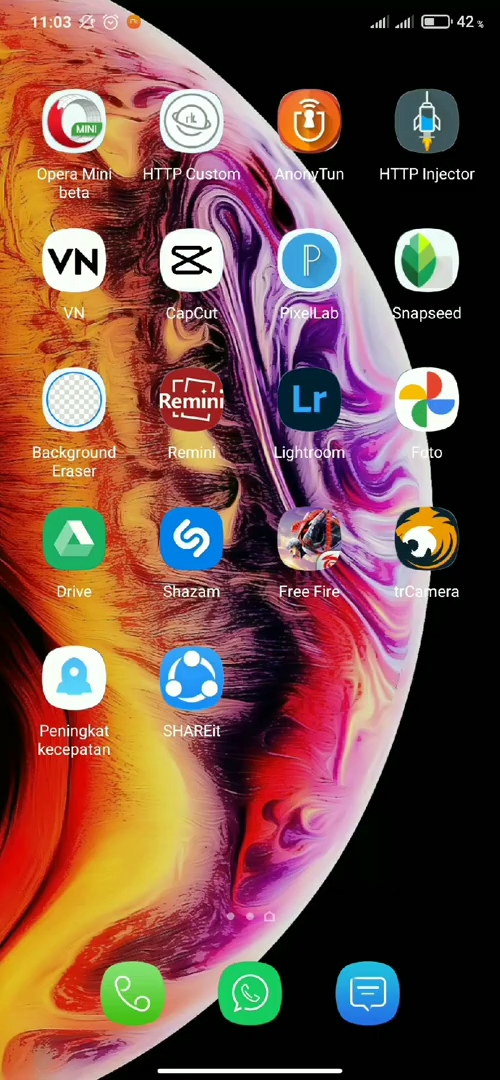 11:03 42 %
MINI rk
Opera Mini HTTP Custom AnonyTun HTTP Injector
beta
VN P
VN CapCut PixelLab Snapseed
Remini Lr
Background Remini Lightroom Foto
Eraser
Drive Shazam Free Fire trCamera
Peningkat SHAREit
kecepatan